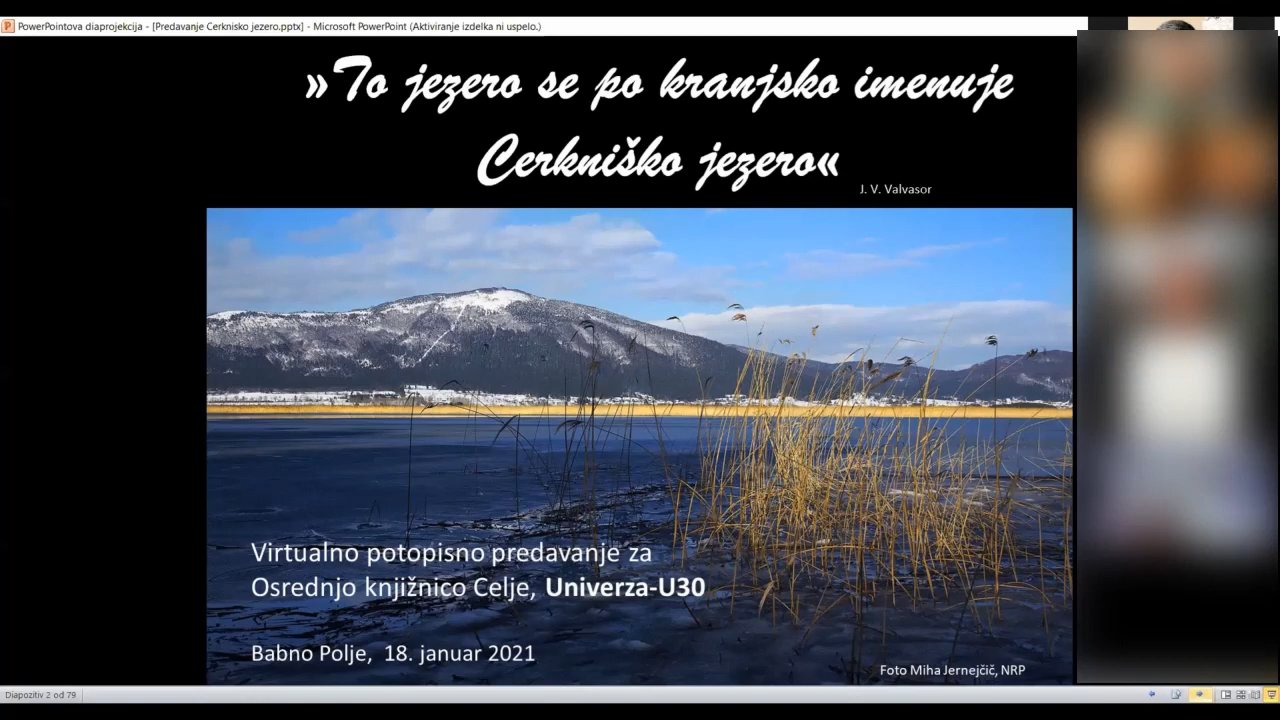 PowerPointova diaprojekcija - [Predavanje Cerknisko jezero.pptx] - Microsoft PowerPoint (Aktiviranje izdelka ni uspelo.)
»To jezero se po kranjsko imenuje
Cerkniško jezero«
J. V. Valvasor
Virtualno potopisno predavanje za
Osrednjo knjižnico Celje, Univerza-U30
Babno Polje, 18. januar 2021
Foto Miha Jernejčič, NRP
Diapozitiv 2 od 79